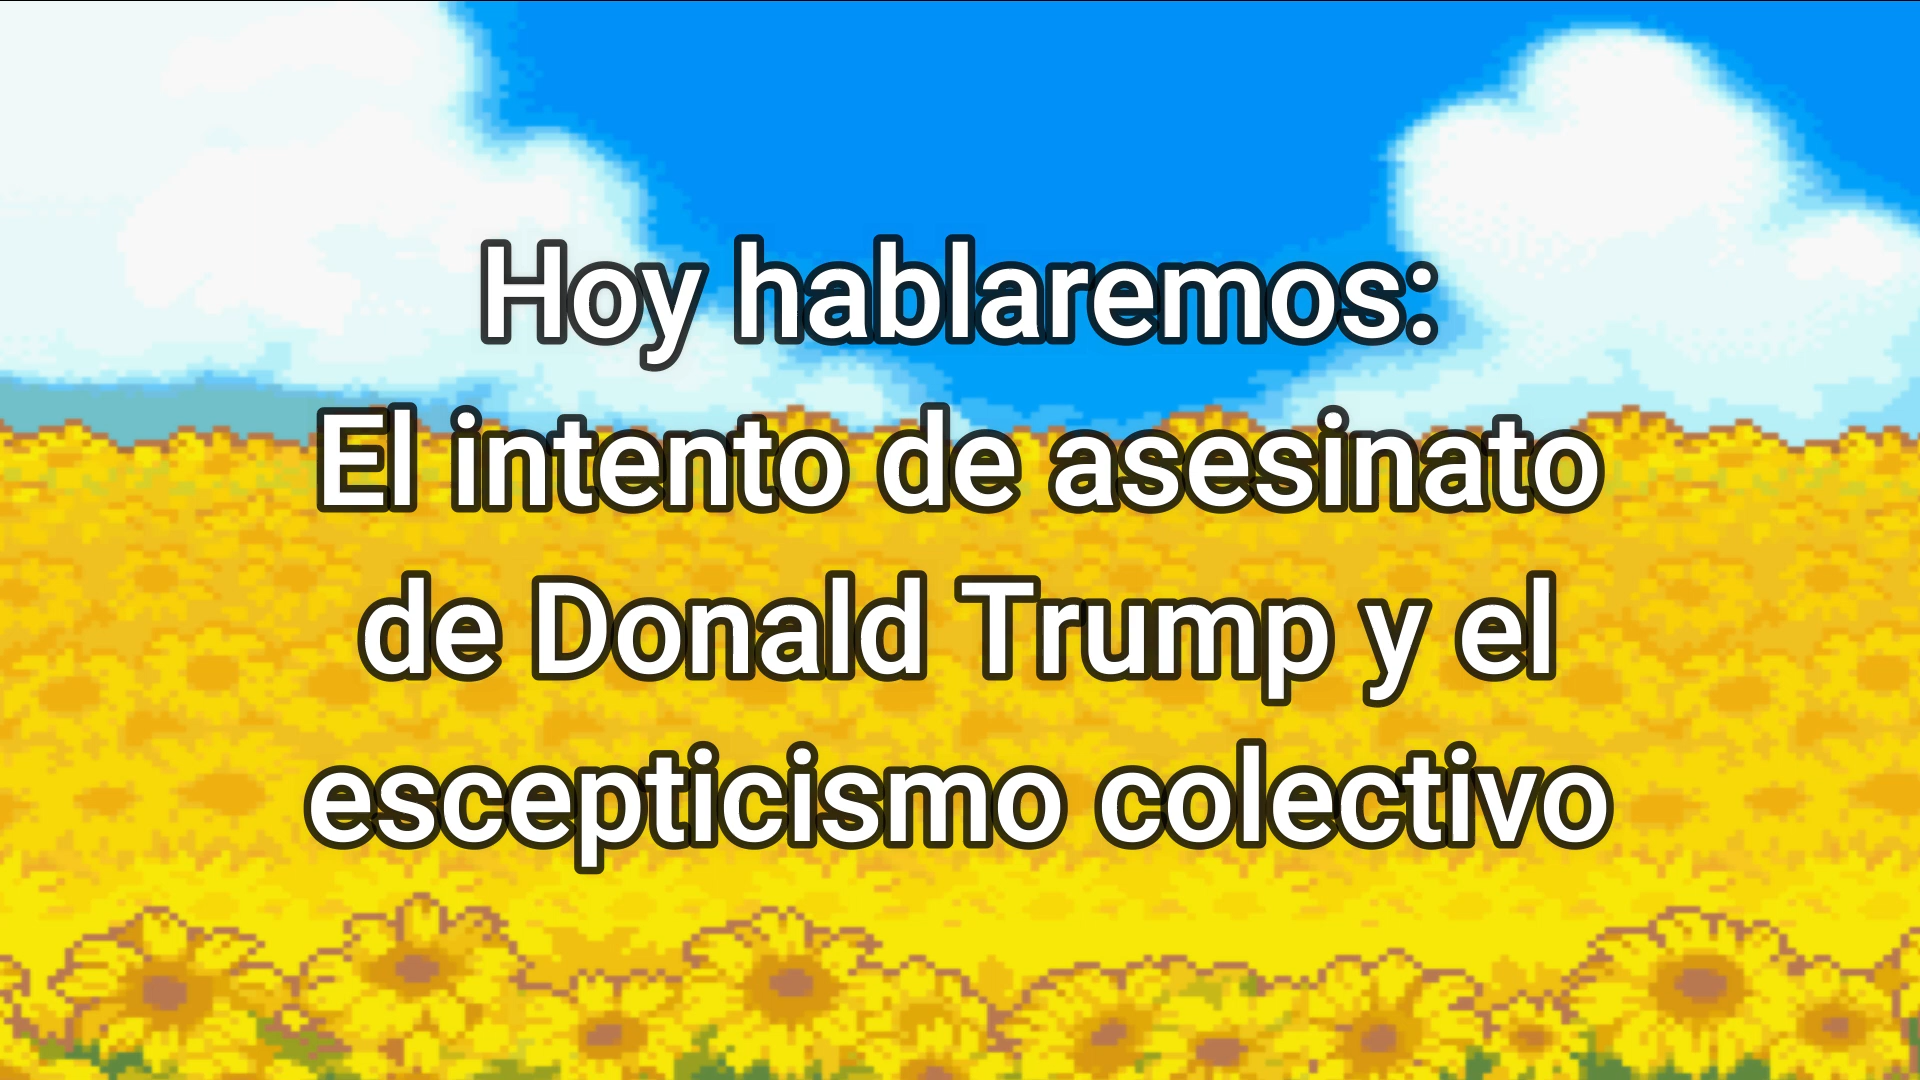 Hoy hablaremos:
El intento de asesinato
de Donald Trump y el
escepticismo colectivo